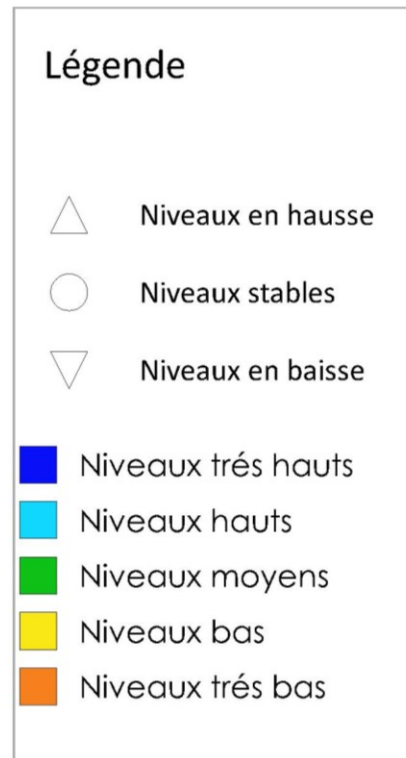 Légende
Niveaux en hausse
Niveaux stables
Niveaux en baisse
Niveaux trés hauts
Niveaux hauts
Niveaux moyens
Niveaux bas
Niveaux trés bas